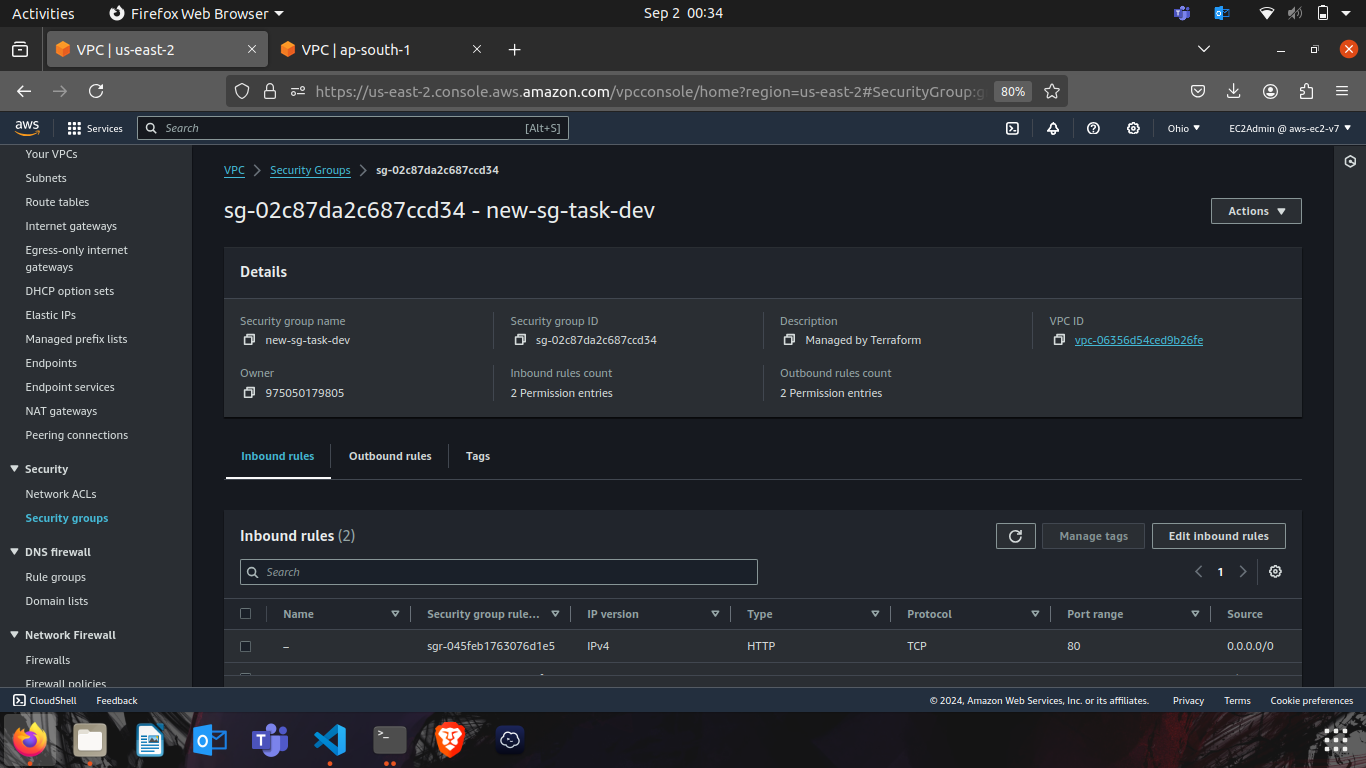 Activities Firefox Web Browser Sep 2 00:34
VPC | us-east-2 VPC | ap-south-1
https://us-east-2.console.aws.amazon.com/vpcconsole/home?region=us-east-2#SecurityGroup:g 80%
aws Services Search [Alt+S] Ohio EC2Admin @ aws-ec2-v7
Your VPCs
Subnets
Route tables
Internet gateways
Egress-only internet
gateways
DHCP option sets
Elastic IPs
Managed prefix lists
Endpoints
Endpoint services
NAT gateways
Peering connections
Security
Network ACLs
Security groups
DNS firewall
Rule groups
Domain lists
Network Firewall
Firewalls
Firewall policies
VPC Security Groups sg-02c87da2c687ccd34
sg-02c87da2c687ccd34 - new-sg-task-dev Actions
Details
Security group name Security group ID Description VPC ID
new-sg-task-dev sg-02c87da2c687ccd34 Managed by Terraform vpc-06356d54ced9b26fe
Owner Inbound rules count Outbound rules count
975050179805 2 Permission entries 2 Permission entries
Inbound rules Outbound rules Tags
Inbound rules (2) Manage tags Edit inbound rules
Search 1
Name Security group rule... IP version Type Protocol Port range Source
– sgr-045feb1763076d1e5 IPv4 HTTP TCP 80 0.0.0.0/0
CloudShell Feedback © 2024, Amazon Web Services, Inc. or its affiliates. Privacy Terms Cookie preferences